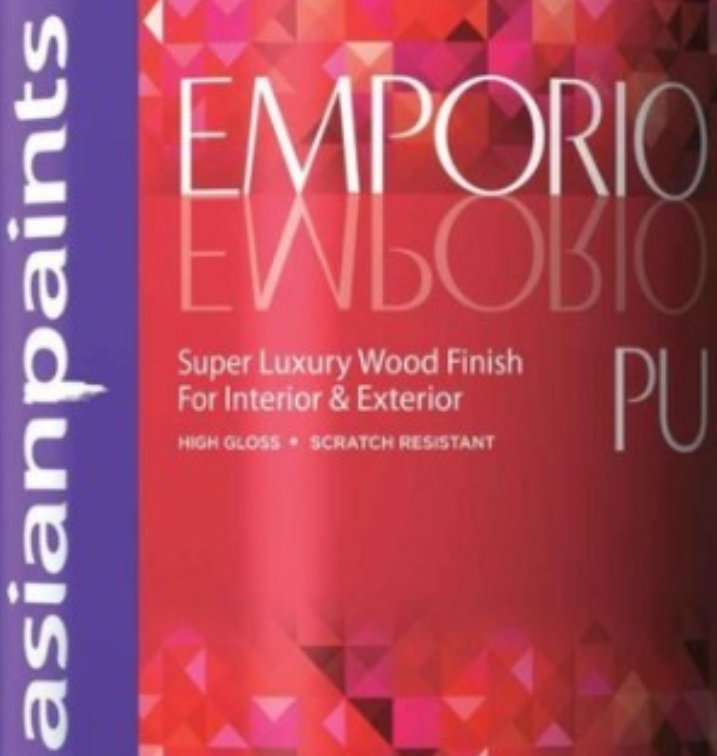 asianpaints
EMPORIO
PU
Super Luxury Wood Finish
For Interior & Exterior
HIGH GLOSS • SCRATCH RESISTANT